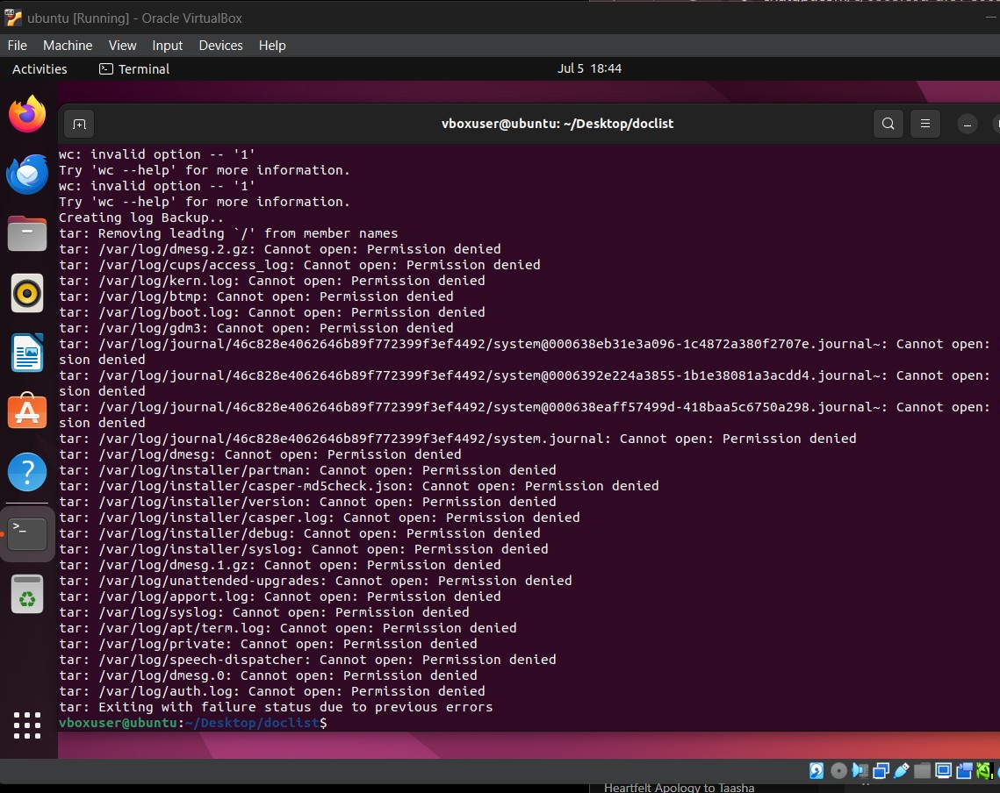 ubuntu [Running] - Oracle VirtualBox
File Machine View Input Devices Help
Activities Terminal Jul 5 18:44
vboxuser@ubuntu: ~/Desktop/doclist
wc: invalid option -- '1'
Try 'wc --help' for more information.
wc: invalid option -- '1'
Try 'wc --help' for more information.
Creating log Backup..
tar: Removing leading `/' from member names
tar: /var/log/dmesg.2.gz: Cannot open: Permission denied
tar: /var/log/cups/access_log: Cannot open: Permission denied
tar: /var/log/kern.log: Cannot open: Permission denied
tar: /var/log/btmp: Cannot open: Permission denied
tar: /var/log/boot.log: Cannot open: Permission denied
tar: /var/log/gdm3: Cannot open: Permission denied
tar: /var/log/journal/46c828e4062646b89f772399f3ef4492/system@000638eb31e3a096-1c4872a380f2707e.journal~: Cannot open:
sion denied
tar: /var/log/journal/46c828e4062646b89f772399f3ef4492/system@0006392e224a3855-1b1e38081a3acdd4.journal~: Cannot open:
sion denied
tar: /var/log/journal/46c828e4062646b89f772399f3ef4492/system@000638eaff57499d-418baa5c6750a298.journal~: Cannot open:
sion denied
tar: /var/log/journal/46c828e4062646b89f772399f3ef4492/system.journal: Cannot open: Permission denied
tar: /var/log/dmesg: Cannot open: Permission denied
tar: /var/log/installer/partman: Cannot open: Permission denied
tar: /var/log/installer/casper-md5check.json: Cannot open: Permission denied
tar: /var/log/installer/version: Cannot open: Permission denied
tar: /var/log/installer/casper.log: Cannot open: Permission denied
tar: /var/log/installer/debug: Cannot open: Permission denied
tar: /var/log/installer/syslog: Cannot open: Permission denied
tar: /var/log/dmesg.1.gz: Cannot open: Permission denied
tar: /var/log/unattended-upgrades: Cannot open: Permission denied
tar: /var/log/apport.log: Cannot open: Permission denied
tar: /var/log/syslog: Cannot open: Permission denied
tar: /var/log/apt/term.log: Cannot open: Permission denied
tar: /var/log/private: Cannot open: Permission denied
tar: /var/log/speech-dispatcher: Cannot open: Permission denied
tar: /var/log/dmesg.0: Cannot open: Permission denied
tar: /var/log/auth.log: Cannot open: Permission denied
tar: Exiting with failure status due to previous errors
vboxuser@ubuntu:~/Desktop/doclist$
Heartfelt Apology to Taasha